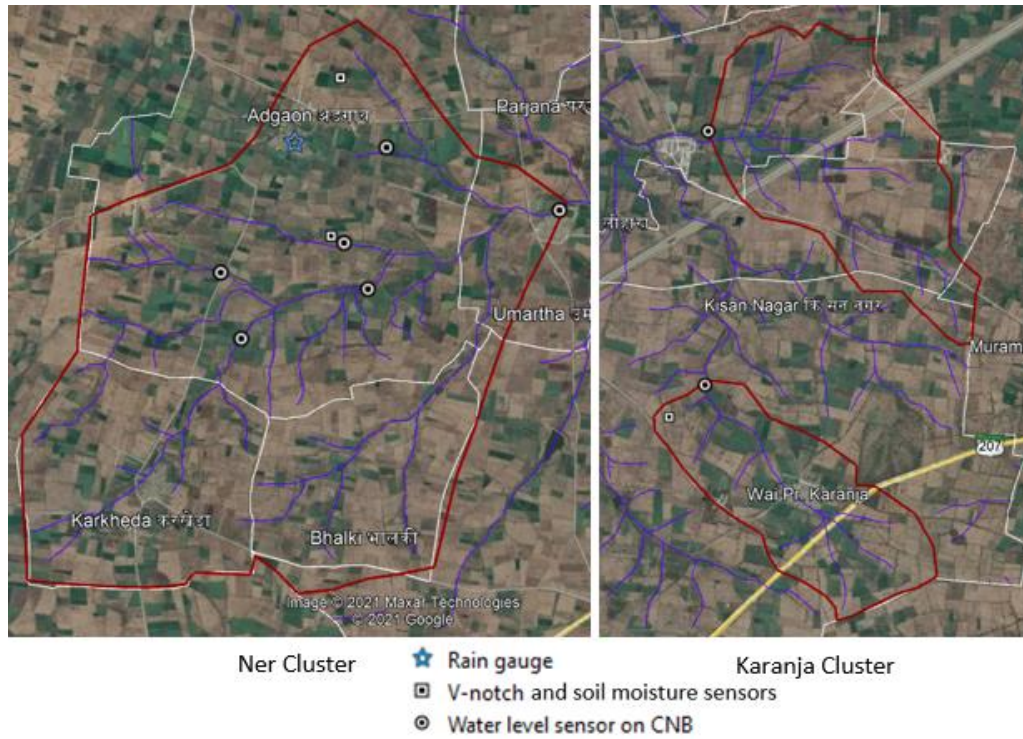 Adgaon अडगाव
Parjana
Umartha
Karkheda करखेडा
Bhalki भालकी
Image © 2021 Maxar Technologies
© 2021 Google
Kisan Nagar कि सन नगर
Muram
207
Wai Pr. Karanja
Ner Cluster
Karanja Cluster
Rain gauge
V-notch and soil moisture sensors
Water level sensor on CNB